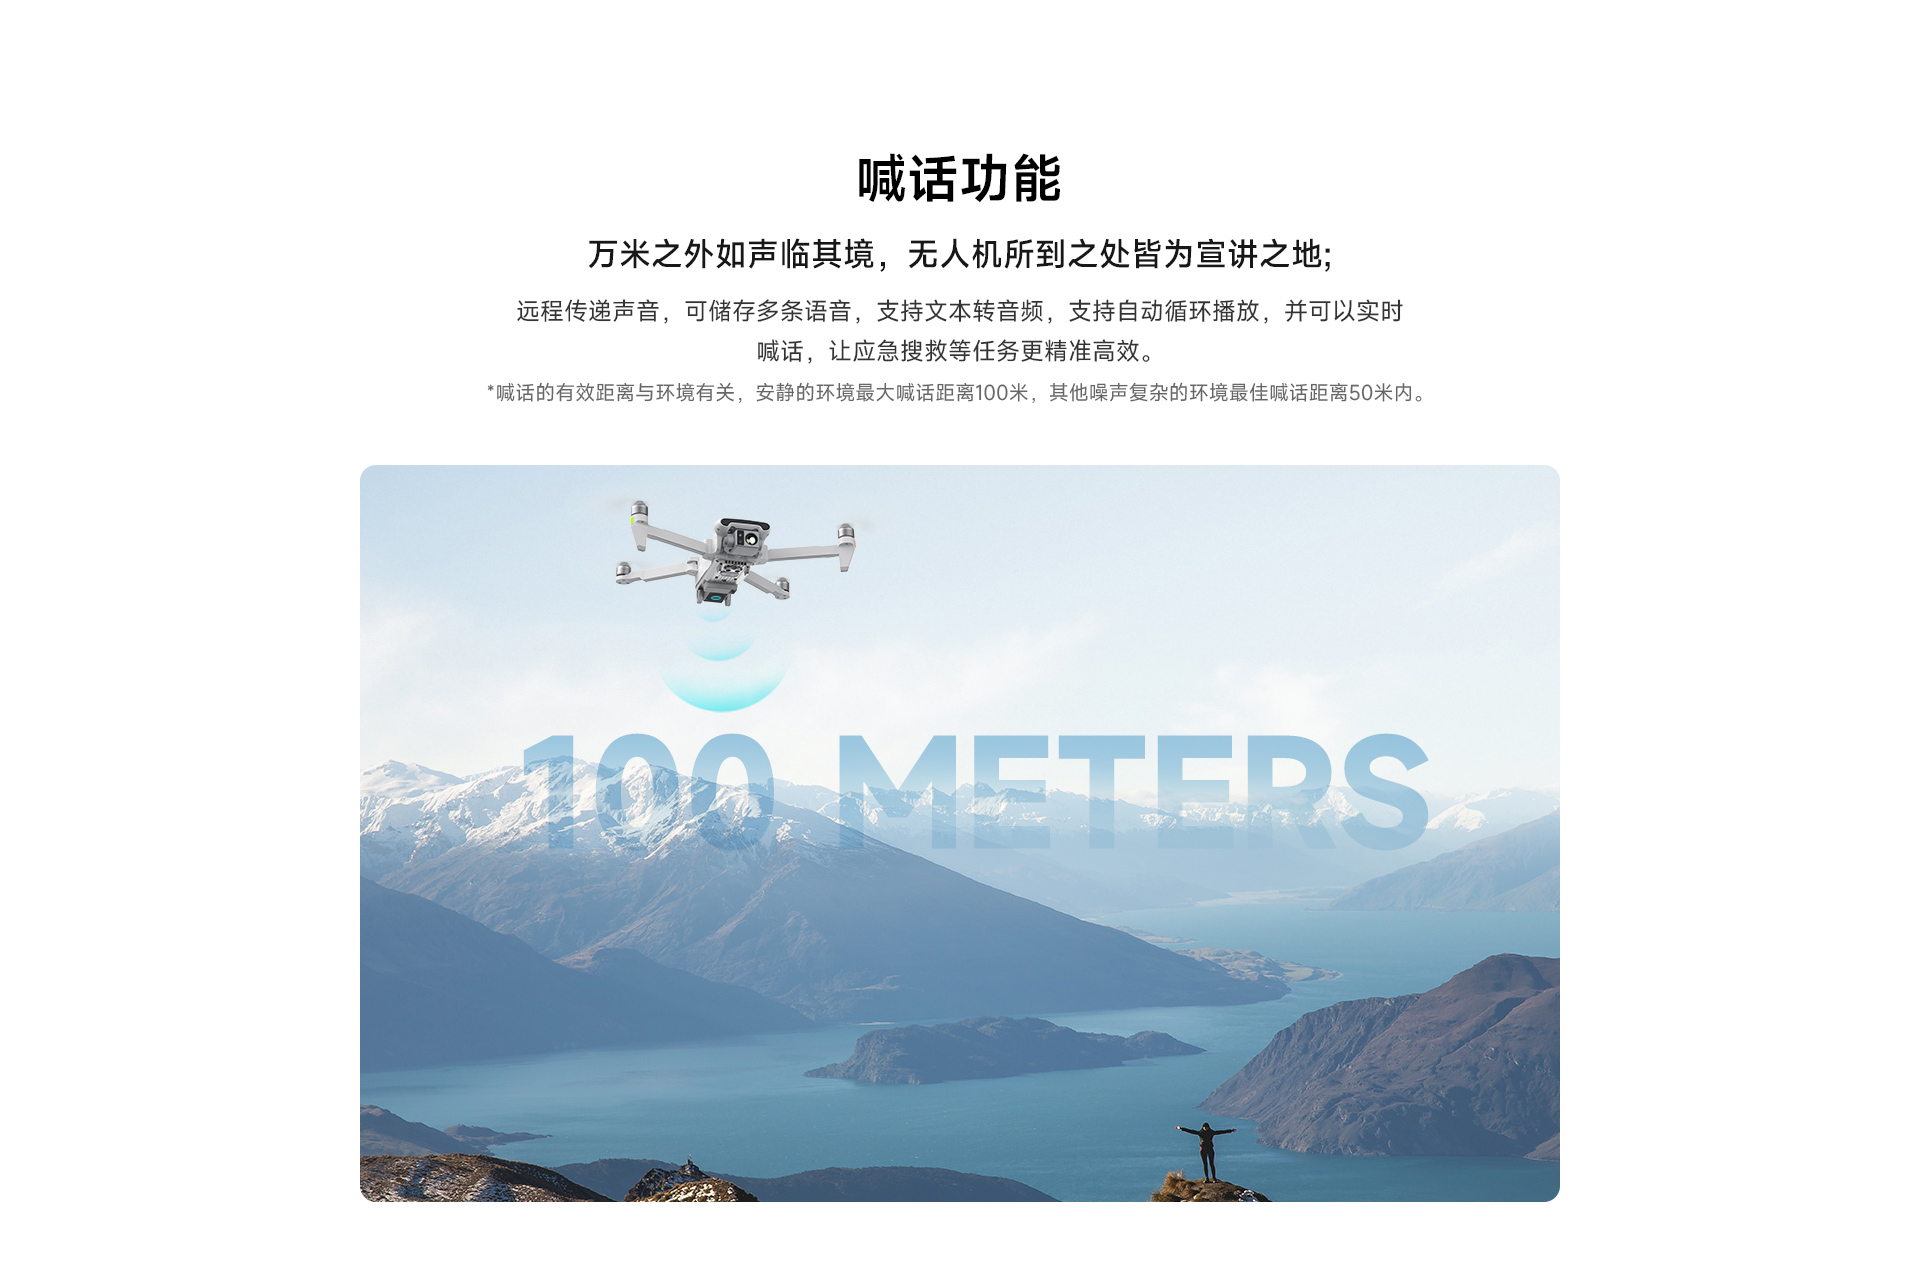 喊话功能
万米之外如声临其境，无人机所到之处皆为宣讲之地;
远程传递声音，可储存多条语音，支持文本转音频，支持自动循环播放，并可以实时
喊话，让应急搜救等任务更精准高效。
*喊话的有效距离与环境有关，安静的环境最大喊话距离100米，其他噪声复杂的环境最佳喊话距离50米内。
100 METERS